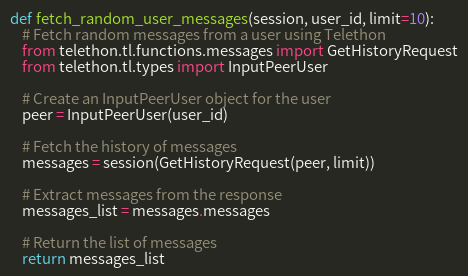 def fetch_random_user_messages(session, user_id, limit=10):
# Fetch random messages from a user using Telethon
from telethon.tl.functions.messages import GetHistoryRequest
from telethon.tl.types import InputPeerUser
# Create an InputPeerUser object for the user
peer = InputPeerUser(user_id)
# Fetch the history of messages
messages = session(GetHistoryRequest(peer, limit))
# Extract messages from the response
messages_list = messages.messages
# Return the list of messages
return messages_list